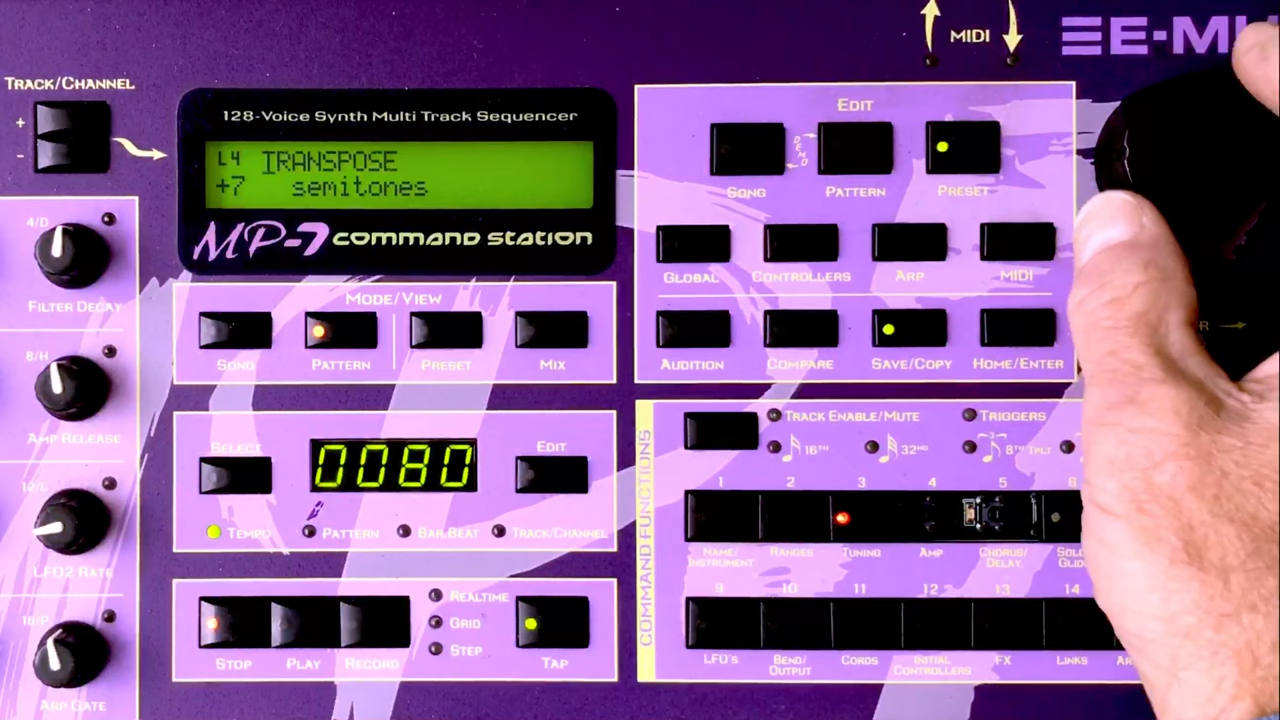 MIDI
E-MU
TRACK/CHANNEL
+
-
128-Voice Synth Multi Track Sequencer
L4 TRANSPOSE
+7 semitones
MP-7 COMMAND STATION
EDIT
DEMO
SONG
PATTERN
PRESET
GLOBAL
CONTROLLERS
ARP
MIDI
AUDITION
COMPARE
SAVE/COPY
HOME/ENTER
4/D
FILTER DECAY
8/H
AMP RELEASE
12/L
LFO2 RATE
16/P
ARP GATE
MODE/VIEW
SONG
PATTERN
PRESET
MIX
SELECT
0080
EDIT
TEMPO
PATTERN
BAR.BEAT
TRACK/CHANNEL
REALTIME
GRID
STEP
STOP
PLAY
RECORD
TAP
COMMAND FUNCTIONS
TRACK ENABLE/MUTE
TRIGGERS
16TH
32ND
3
8TH TPLT
1 2 3 4 5 6
NAME/INSTRUMENT
RANGES
TUNING
AMP
CHORUS/DELAY
9 10 11 12 13 14
LFO'S
BEND/OUTPUT
CORDS
INITIAL CONTROLLERS
FX
LINKS